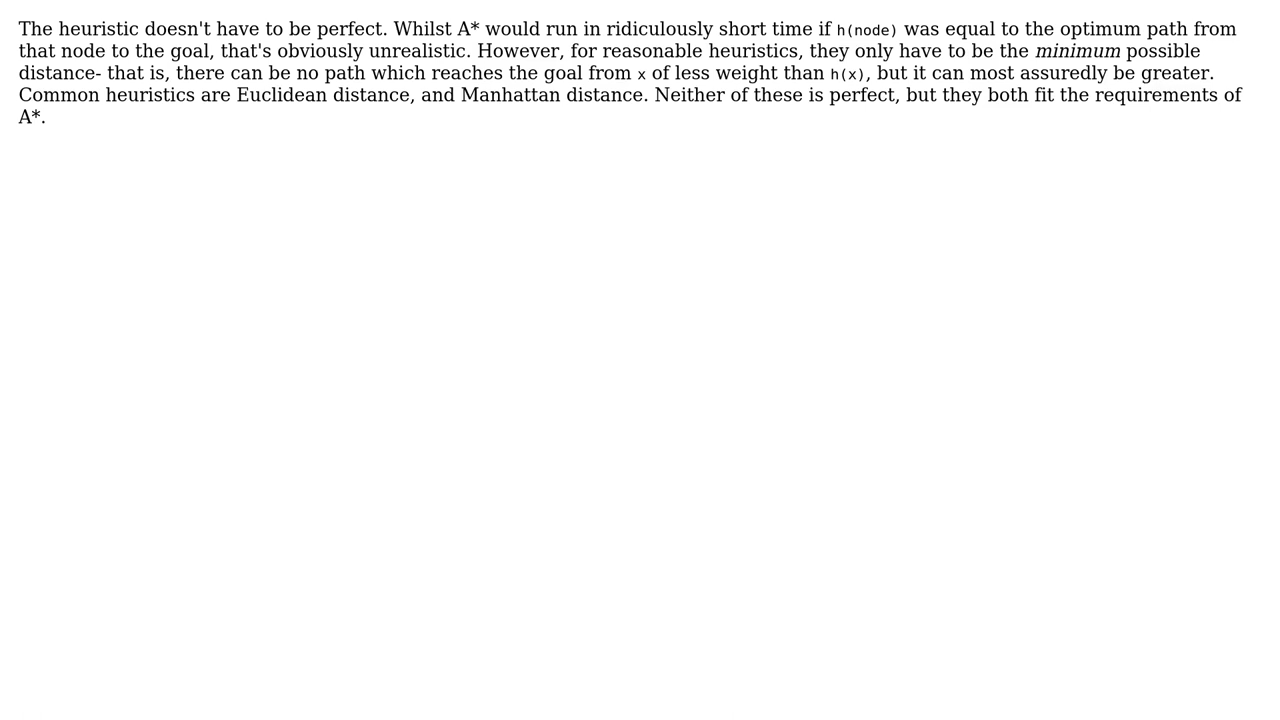 The heuristic doesn't have to be perfect. Whilst A* would run in ridiculously short time if h(node) was equal to the optimum path from
that node to the goal, that's obviously unrealistic. However, for reasonable heuristics, they only have to be the minimum possible
distance- that is, there can be no path which reaches the goal from x of less weight than h(x), but it can most assuredly be greater.
Common heuristics are Euclidean distance, and Manhattan distance. Neither of these is perfect, but they both fit the requirements of
A*.